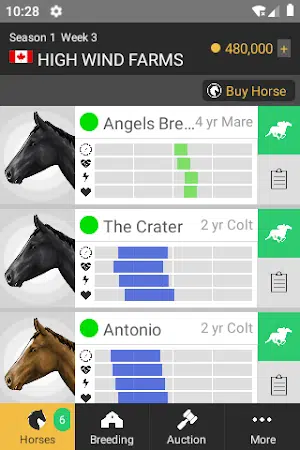 10:28
Season 1 Week 3
HIGH WIND FARMS
480,000 +
Buy Horse
Angels Bre... 4 yr Mare
The Crater 2 yr Colt
Antonio 2 yr Colt
6
Horses Breeding Auction More